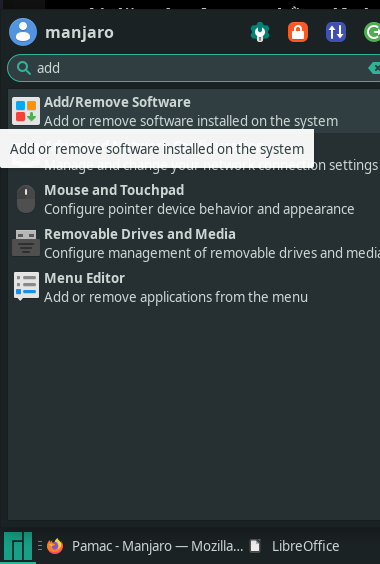 manjaro
add
Add/Remove Software
Add or remove software installed on the system
Add or remove software installed on the system
Manage and change your network connection settings
Mouse and Touchpad
Configure pointer device behavior and appearance
Removable Drives and Media
Configure management of removable drives and media
Menu Editor
Add or remove applications from the menu
Pamac - Manjaro — Mozilla...
LibreOffice